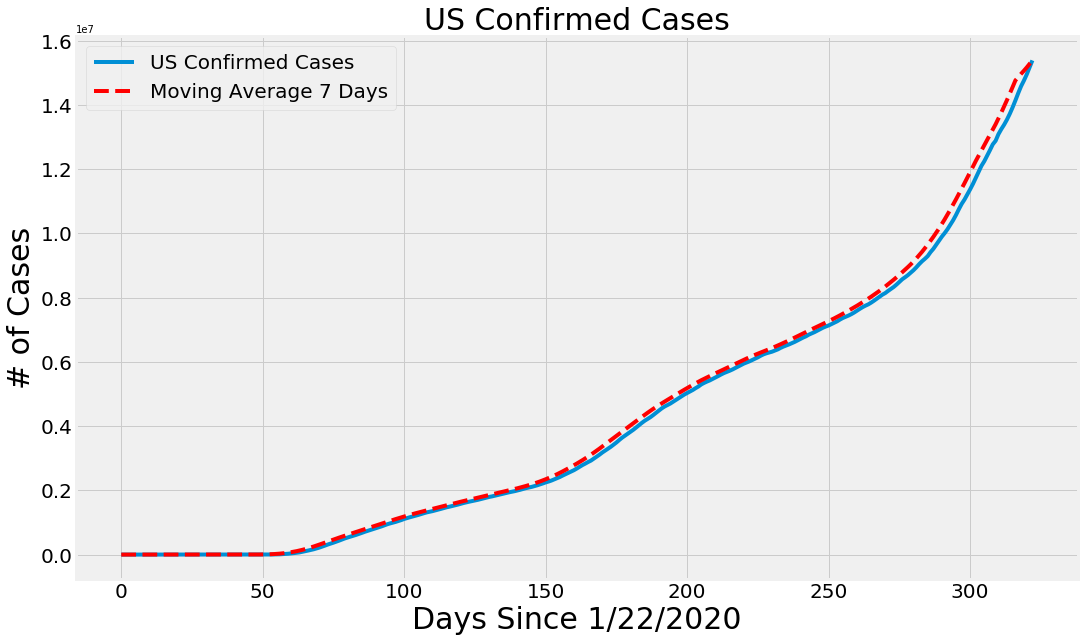 US Confirmed Cases
1e7
1.6
1.4
1.2
1.0
0.8
0.6
0.4
0.2
0.0
# of Cases
US Confirmed Cases
Moving Average 7 Days
0 50 100 150 200 250 300
Days Since 1/22/2020